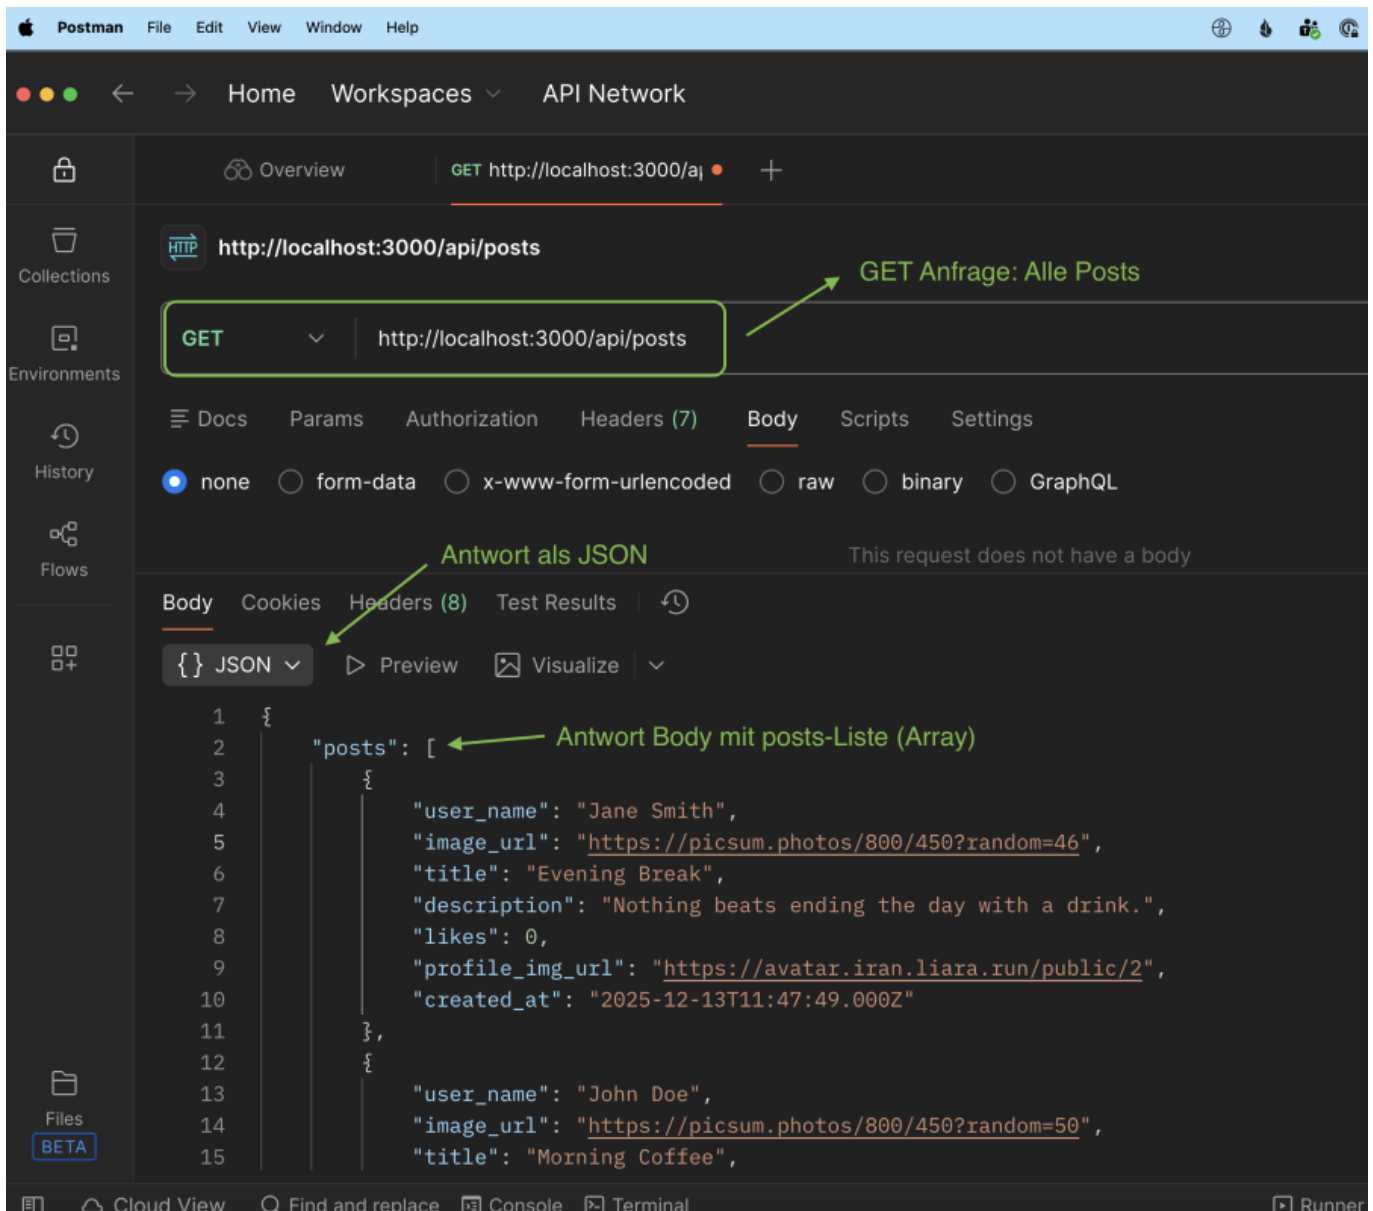 Postman File Edit View Window Help
Home Workspaces API Network
Overview GET http://localhost:3000/a
HTTP http://localhost:3000/api/posts
GET Anfrage: Alle Posts
GET http://localhost:3000/api/posts
Docs Params Authorization Headers (7) Body Scripts Settings
none form-data x-www-form-urlencoded raw binary GraphQL
Antwort als JSON
This request does not have a body
Body Cookies Headers (8) Test Results
{} JSON Preview Visualize
1 {
Antwort Body mit posts-Liste (Array)
2 "posts": [
3 {
4 "user_name": "Jane Smith",
5 "image_url": "https://picsum.photos/800/450?random=46",
6 "title": "Evening Break",
7 "description": "Nothing beats ending the day with a drink.",
8 "likes": 0,
9 "profile_img_url": "https://avatar.iran.liara.run/public/2",
10 "created_at": "2025-12-13T11:47:49.000Z"
11 },
12 {
13 "user_name": "John Doe",
14 "image_url": "https://picsum.photos/800/450?random=50",
15 "title": "Morning Coffee",
Collections
Environments
History
Flows
Files
BETA
Cloud View Find and replace Console Terminal Runner